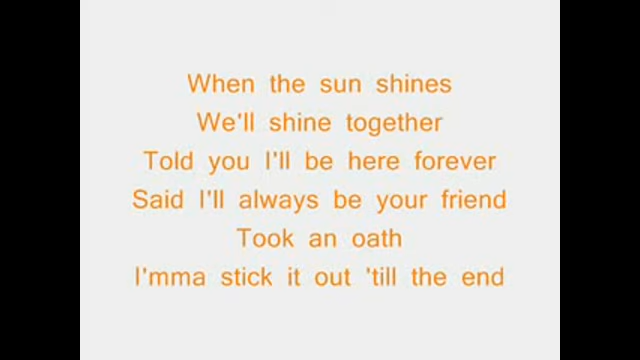 When the sun shines
We'll shine together
Told you I'll be here forever
Said I'll always be your friend
Took an oath
I'mma stick it out 'till the end